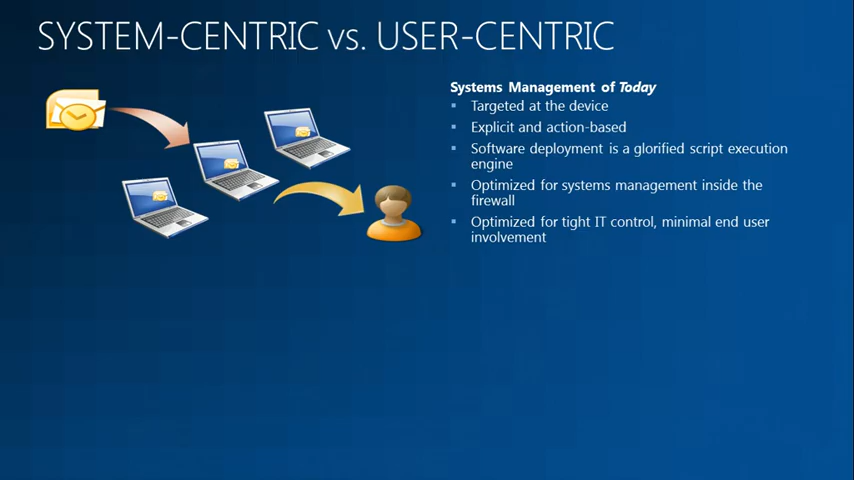 SYSTEM-CENTRIC vs. USER-CENTRIC
Systems Management of Today
▪ Targeted at the device
▪ Explicit and action-based
▪ Software deployment is a glorified script execution
engine
▪ Optimized for systems management inside the
firewall
▪ Optimized for tight IT control, minimal end user
involvement